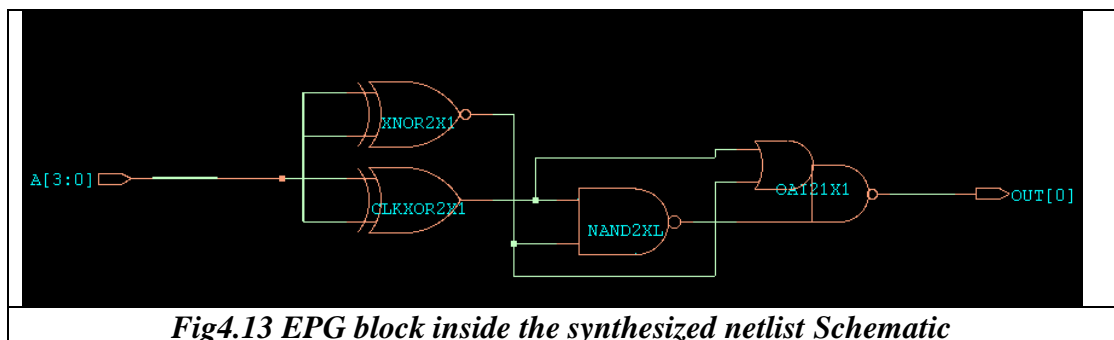 XNOR2X1
A[3:0]
CLKXOR2X1
NAND2XL
OAI21X1
OUT[0]
Fig4.13 EPG block inside the synthesized netlist Schematic